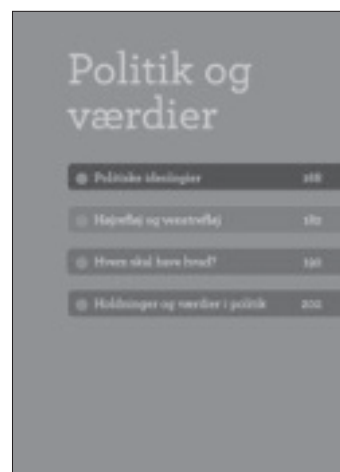 Politik og
værdier
Politiske ideologier 168
Højrefløj og venstrefløj 182
Hvem skal have hvad? 192
Holdninger og værdier i politik 202